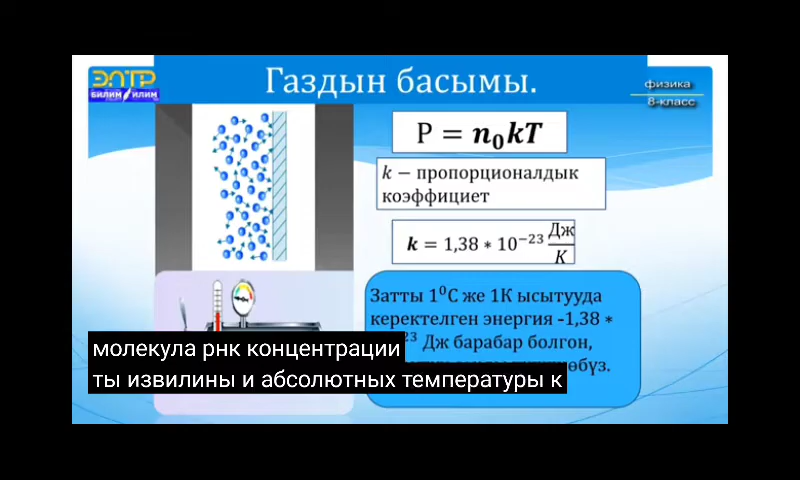 ЭЛТР
БИЛИМ ИЛИМ
Газдын басымы.
физика
8-класс
P = n₀kT
k − пропорционалдык
коэффициет
k = 1,38 * 10⁻²³ Дж/K
Затты 1⁰С же 1К ысытууда
керектелген энергия -1,38 *
²³ Дж барабар болгон,
молекула рнк концентрации
ты извилины и абсолютных температуры к